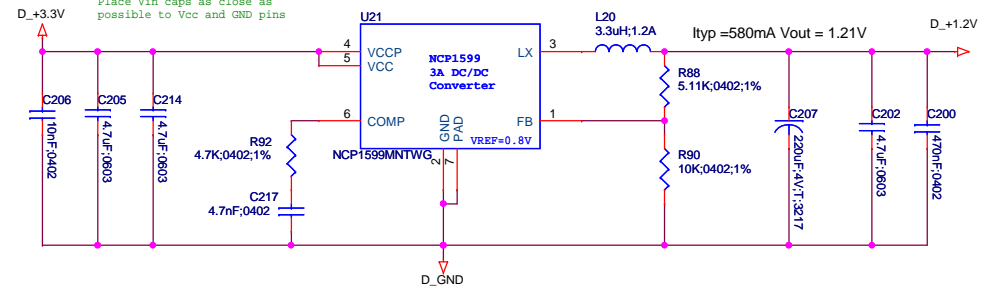 Place Vin caps as close as
possible to Vcc and GND pins
D_+3.3V
U21
L20
3.3uH;1.2A
Ityp =580mA Vout = 1.21V
D_+1.2V
4
VCCP
5
VCC
NCP1599
3A DC/DC
Converter
LX
3
R88
5.11K;0402;1%
C206
10nF;0402
C205
4.7uF;0603
C214
4.7uF;0603
6
COMP
GND
PAD
FB
1
VREF=0.8V
R92
4.7K;0402;1%
NCP1599MNTWG
2
7
R90
10K;0402;1%
C207
220uF;4V;T;3217
C202
4.7uF;0603
C200
470nF;0402
C217
4.7nF;0402
D_GND